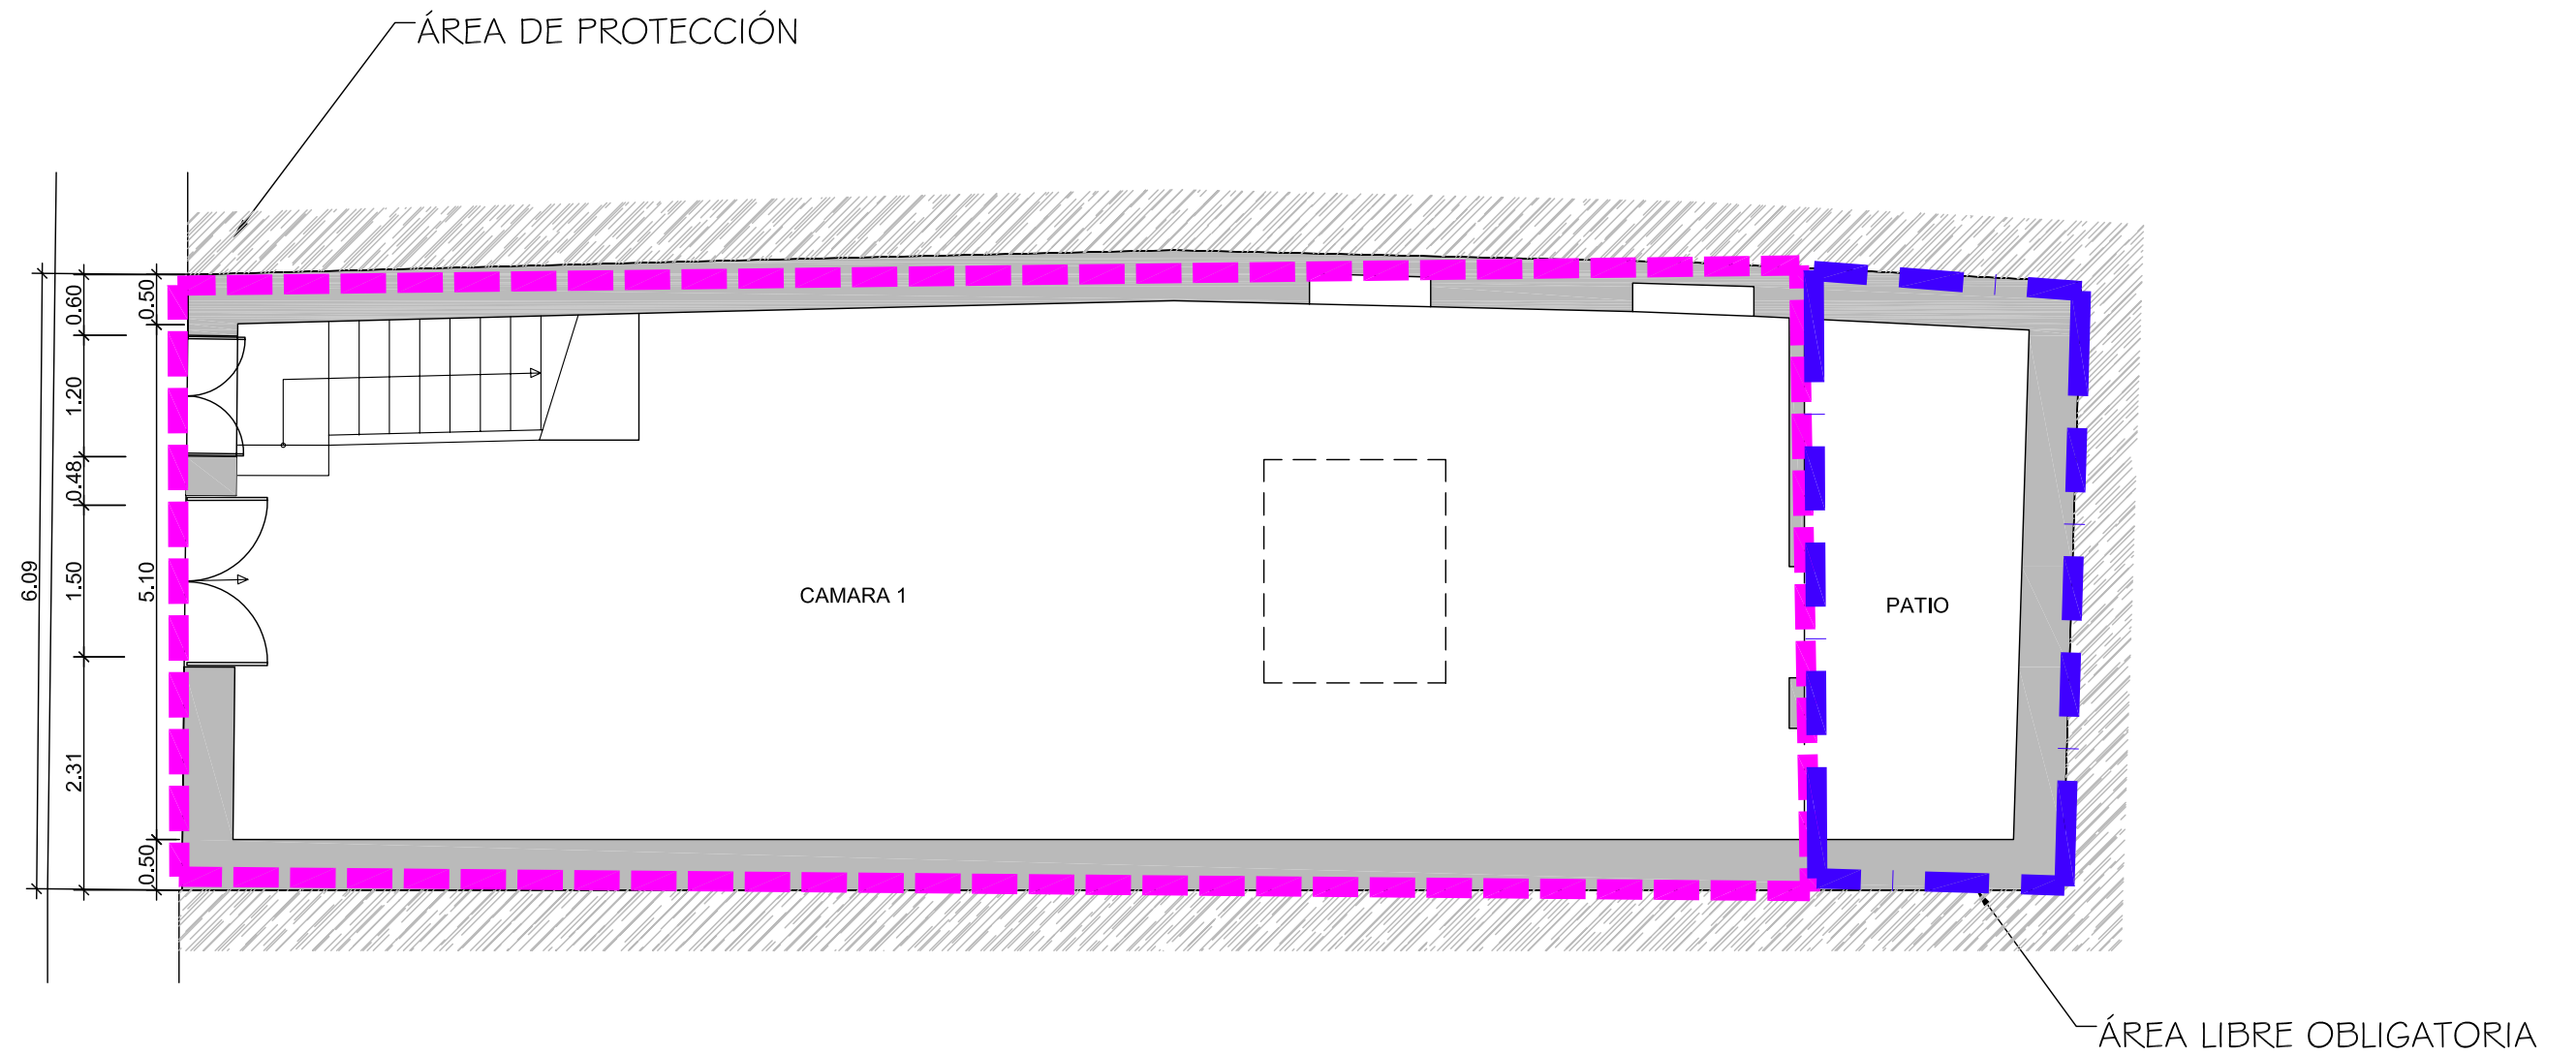 ÁREA DE PROTECCIÓN
6.09
0.60
1.20
0.48
1.50
2.31
0.50
5.10
0.50
CAMARA 1
PATIO
ÁREA LIBRE OBLIGATORIA